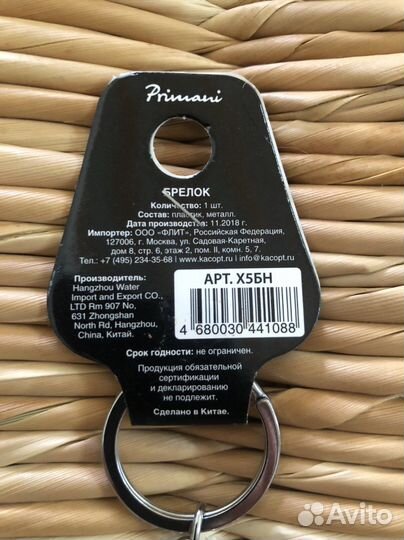 Primani
БРЕЛОК
Количество: 1 шт.
Состав: пластик, металл.
Дата производства: 11.2018 г.
Импортер: ООО «ФЛИТ», Российская Федерация,
127006, г. Москва, ул. Садовая-Каретная,
дом 8, стр. 6, этаж 2, пом. II, комн. 5, 7.
Тел.: +7 (495) 234-35-68 | www.kacopt.ru
Производитель:
Hangzhou Water
Import and Export CO.,
LTD Rm 907 No.
631 Zhongshan
North Rd, Hangzhou,
China, Китай.
АРТ. Х5БН
4 680030 441088
Срок годности: не ограничен.
Продукция обязательной
сертификации
и декларированию
не подлежит.
Сделано в Китае.
Avito